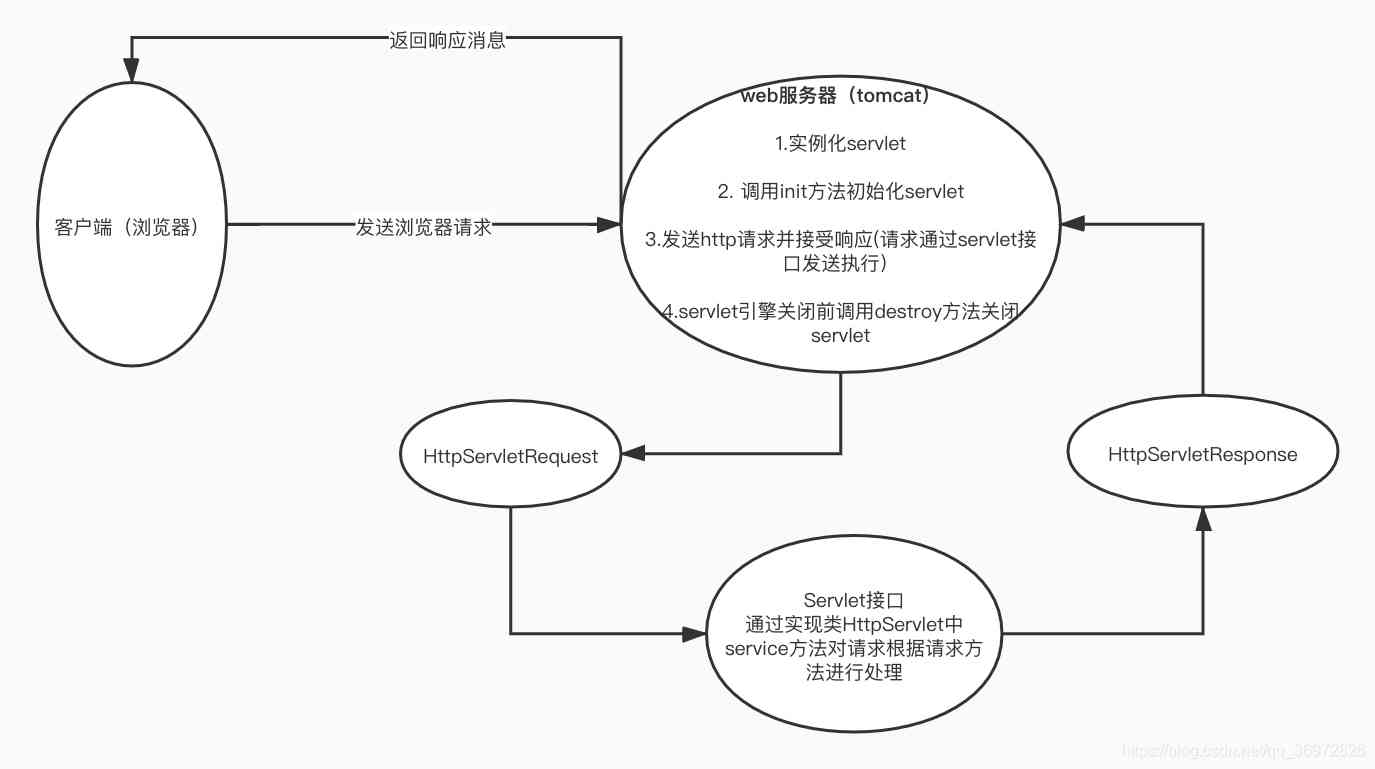 返回响应消息
web服务器（tomcat）
1.实例化servlet
2. 调用init方法初始化servlet
客户端（浏览器）
发送浏览器请求
3.发送http请求并接受响应(请求通过servlet接
口发送执行）
4.servlet引擎关闭前调用destroy方法关闭
servlet
HttpServletRequest
HttpServletResponse
Servlet接口
通过实现类HttpServlet中
service方法对请求根据请求方
法进行处理
https://blog.csdn.net/qq_36972826